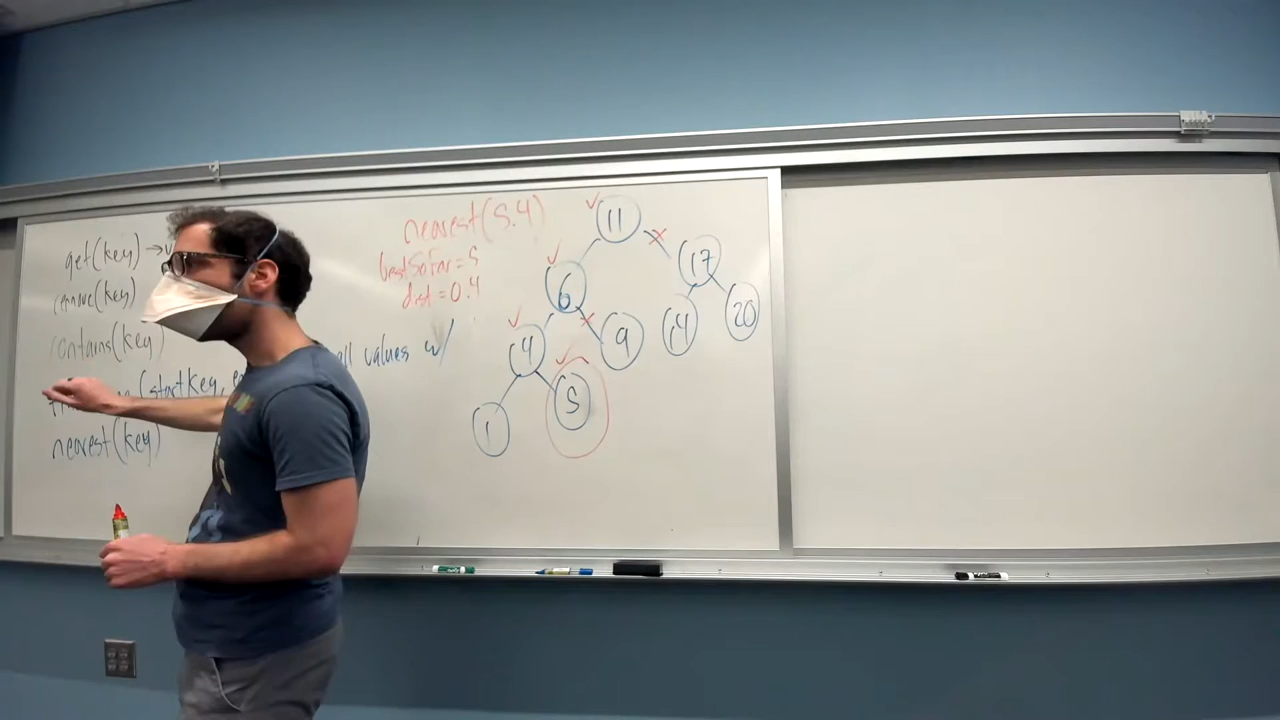 get(key) →
remove(key)
contains(key)
(startKey,
all values w/
nearest(key)
nearest(5.4)
bestSoFar = 5
dist = 0.4
11
6
17
4
9
14
20
1
5